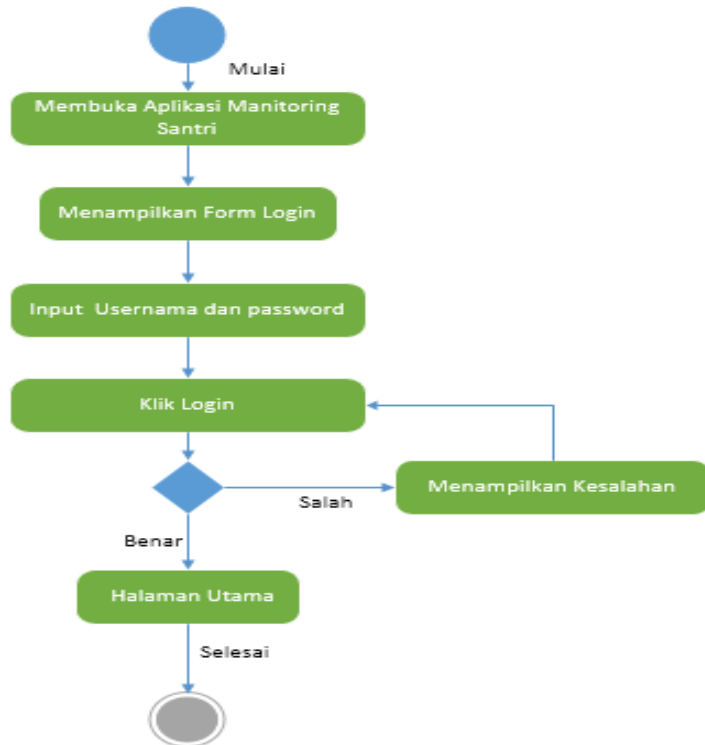 Mulai
Membuka Aplikasi Manitoring
Santri
Menampilkan Form Login
Input Usernama dan password
Klik Login
Salah
Menampilkan Kesalahan
Benar
Halaman Utama
Selesai